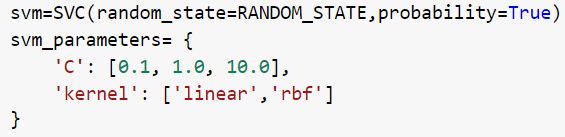 svm=SVC(random_state=RANDOM_STATE,probability=True)
svm_parameters= {
    'C': [0.1, 1.0, 10.0],
    'kernel': ['linear','rbf']
}